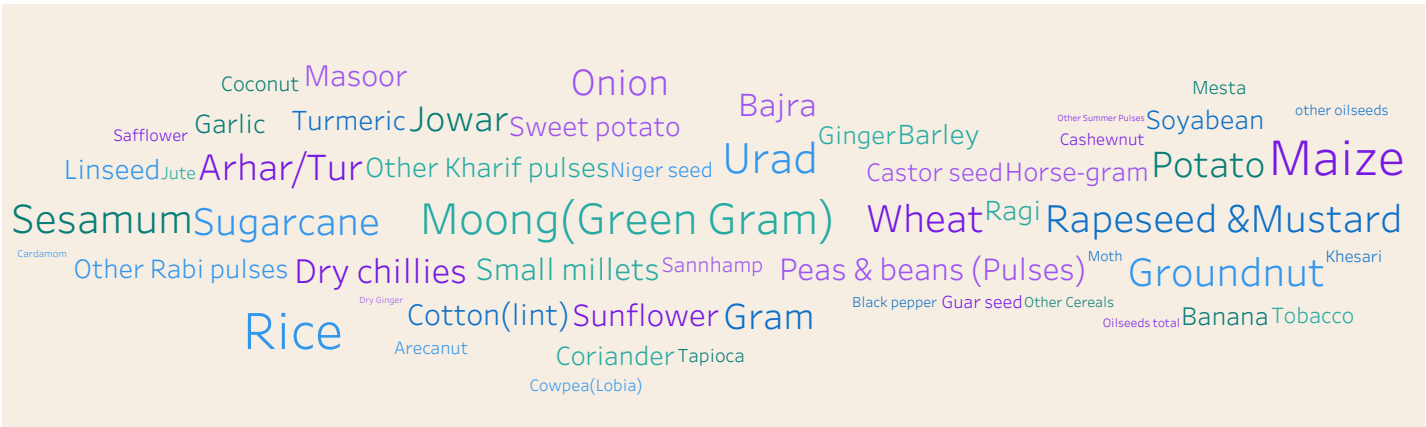 Coconut Masoor Onion Bajra Mesta other oilseeds
Safflower Garlic Turmeric Jowar Sweet potato Ginger Barley Other Summer Pulses Cashewnut Soyabean
Linseed Jute Arhar/Tur Other Kharif pulses Niger seed Urad Castor seed Horse-gram Potato Maize
Sesamum Sugarcane Moong(Green Gram) Wheat Ragi Rapeseed &Mustard
Cardamom Other Rabi pulses Dry chillies Small millets Sannhamp Peas & beans (Pulses) Moth Groundnut Khesari
Rice Dry Ginger Cotton(lint) Sunflower Gram Black pepper Guar seed Other Cereals Oilseeds total Banana Tobacco
Arecanut Coriander Tapioca
Cowpea(Lobia)